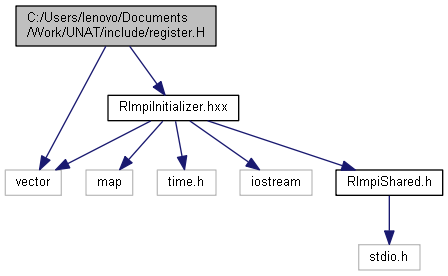 C:/Users/lenovo/Documents
/Work/UNAT/include/register.H
RlmpiInitializer.hxx
vector
map
time.h
iostream
RlmpiShared.h
stdio.h